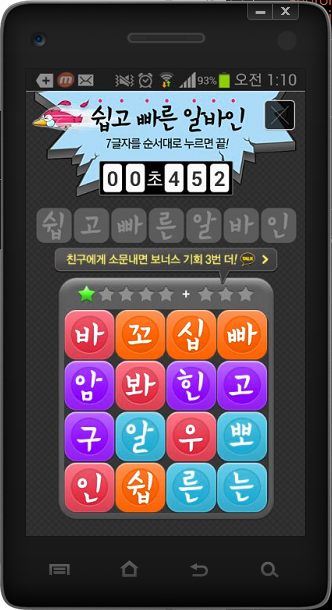 93% 오전 1:10
쉽고 빠른 알바인
7글자를 순서대로 누르면 끝!
00초452
쉽고빠른알바인
친구에게 소문내면 보너스 기회 3번 더! TALK >
+
바 꼬 십 빠
암 봐 힌 고
구 알 우 뽀
인 쉽 른 는